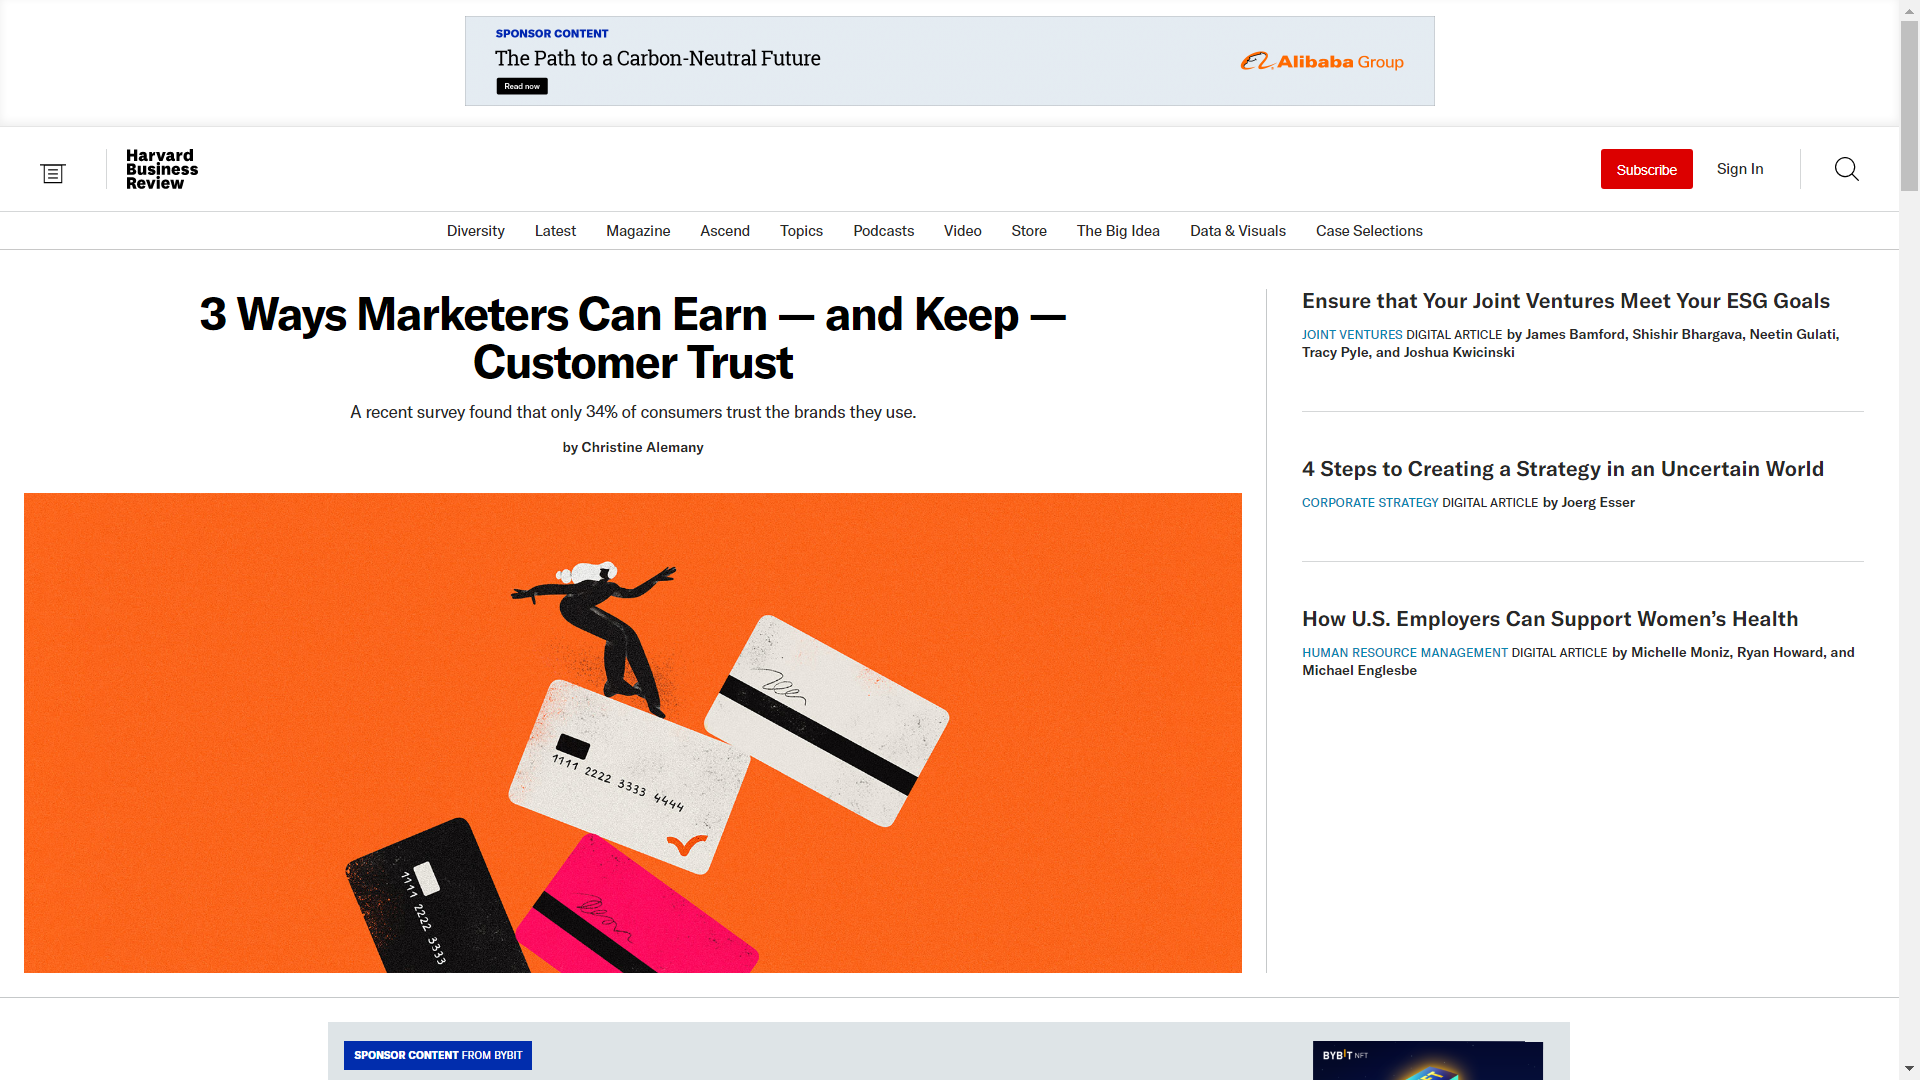 SPONSOR CONTENT
The Path to a Carbon-Neutral Future
Read now
Alibaba Group
Harvard
Business
Review
Subscribe
Sign In
Diversity
Latest
Magazine
Ascend
Topics
Podcasts
Video
Store
The Big Idea
Data & Visuals
Case Selections
3 Ways Marketers Can Earn — and Keep —
Customer Trust
A recent survey found that only 34% of consumers trust the brands they use.
by Christine Alemany
1111 2222 3333 4444
1111 2222 3333
Ensure that Your Joint Ventures Meet Your ESG Goals
JOINT VENTURES DIGITAL ARTICLE by James Bamford, Shishir Bhargava, Neetin Gulati,
Tracy Pyle, and Joshua Kwicinski
4 Steps to Creating a Strategy in an Uncertain World
CORPORATE STRATEGY DIGITAL ARTICLE by Joerg Esser
How U.S. Employers Can Support Women’s Health
HUMAN RESOURCE MANAGEMENT DIGITAL ARTICLE by Michelle Moniz, Ryan Howard, and
Michael Englesbe
SPONSOR CONTENT FROM BYBIT
BYBIT NFT